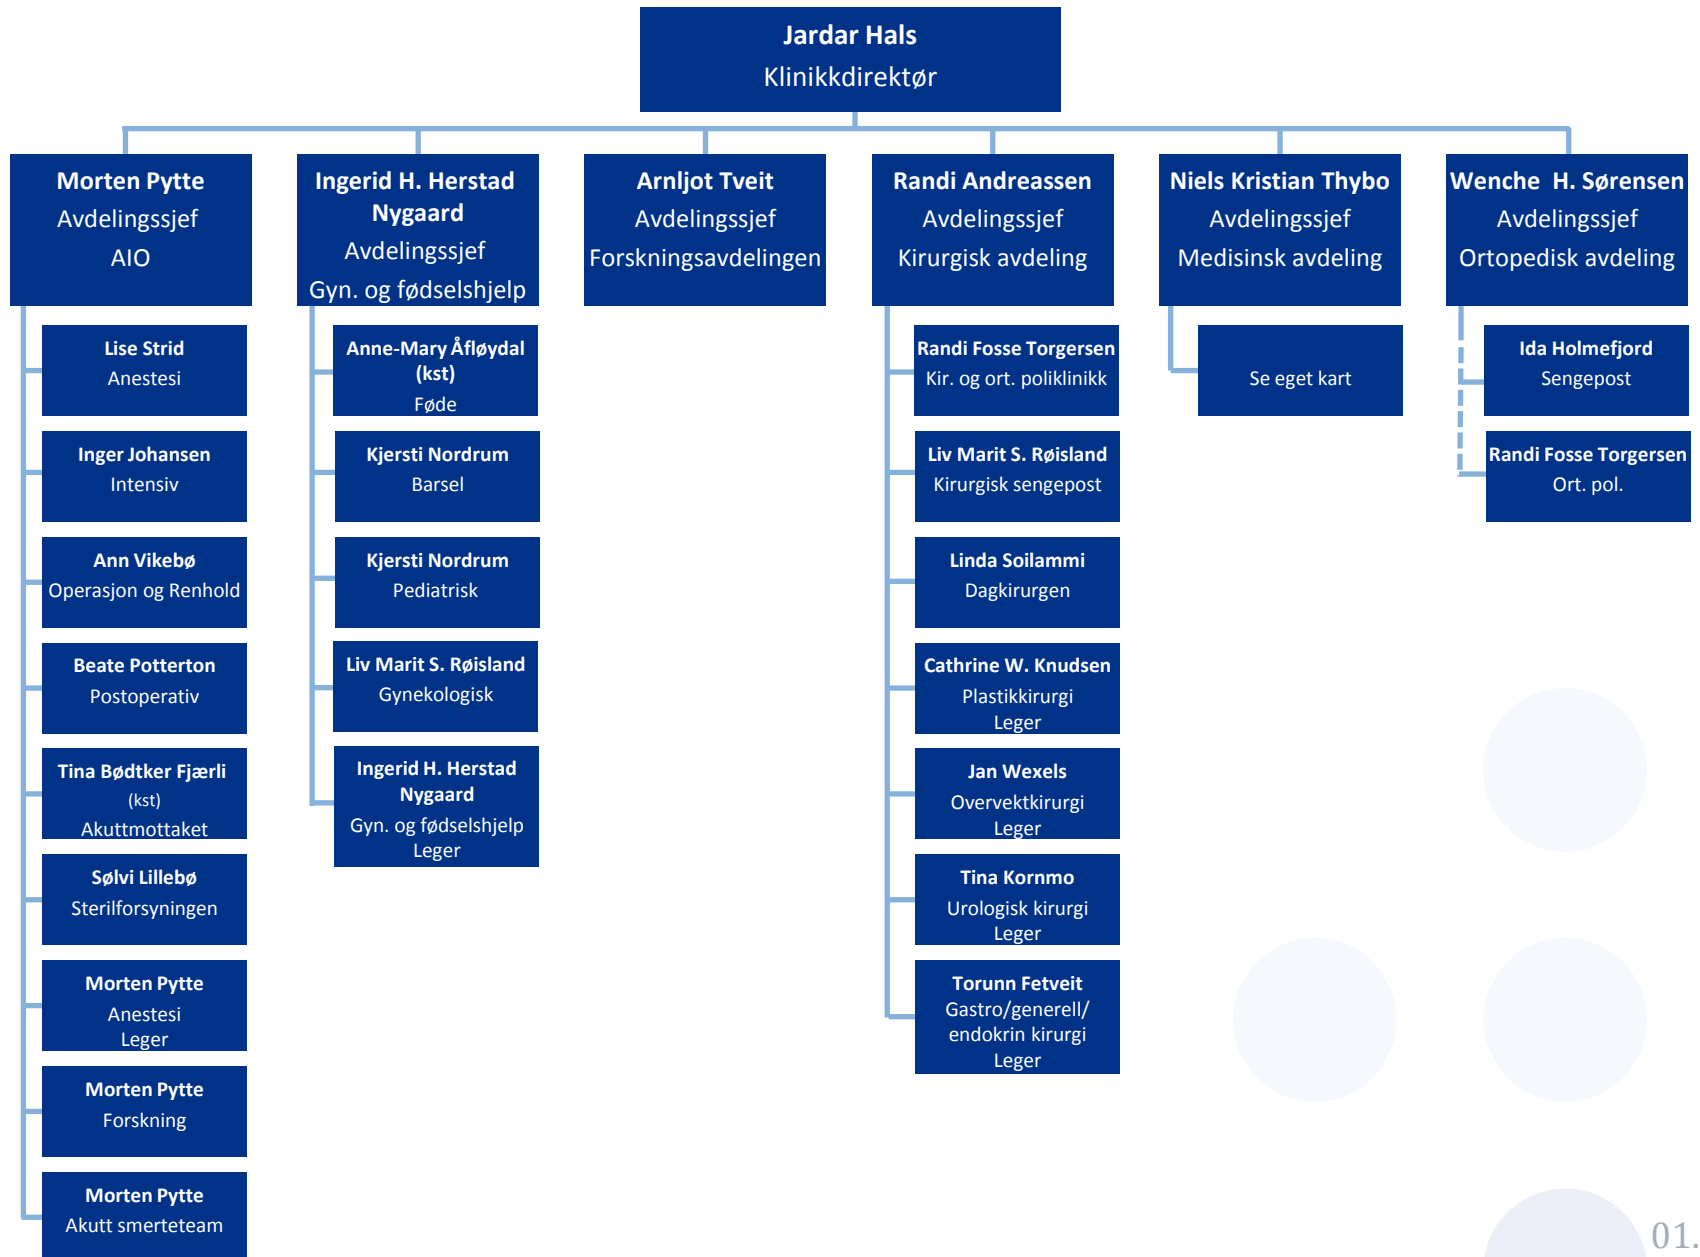 Jardar Hals
Klinikkdirektør
Morten Pytte
Avdelingssjef
AIO
Lise Strid
Anestesi
Inger Johansen
Intensiv
Ann Vikebø
Operasjon og Renhold
Beate Potterton
Postoperativ
Tina Bødtker Fjærli
(kst)
Akuttmottaket
Sølvi Lillebø
Sterilforsyningen
Morten Pytte
Anestesi
Leger
Morten Pytte
Forskning
Morten Pytte
Akutt smerteteam
Ingerid H. Herstad
Nygaard
Avdelingssjef
Gyn. og fødselshjelp
Anne-Mary Åfløydal
(kst)
Føde
Kjersti Nordrum
Barsel
Kjersti Nordrum
Pediatrisk
Liv Marit S. Røisland
Gynekologisk
Ingerid H. Herstad
Nygaard
Gyn. og fødselshjelp
Leger
Arnljot Tveit
Avdelingssjef
Forskningsavdelingen
Randi Andreassen
Avdelingssjef
Kirurgisk avdeling
Randi Fosse Torgersen
Kir. og ort. poliklinikk
Liv Marit S. Røisland
Kirurgisk sengepost
Linda Soilammi
Dagkirurgen
Cathrine W. Knudsen
Plastikkirurgi
Leger
Jan Wexels
Overvektkirurgi
Leger
Tina Kornmo
Urologisk kirurgi
Leger
Torunn Fetveit
Gastro/generell/
endokrin kirurgi
Leger
Niels Kristian Thybo
Avdelingssjef
Medisinsk avdeling
Se eget kart
Wenche H. Sørensen
Avdelingssjef
Ortopedisk avdeling
Ida Holmefjord
Sengepost
Randi Fosse Torgersen
Ort. pol.
01.